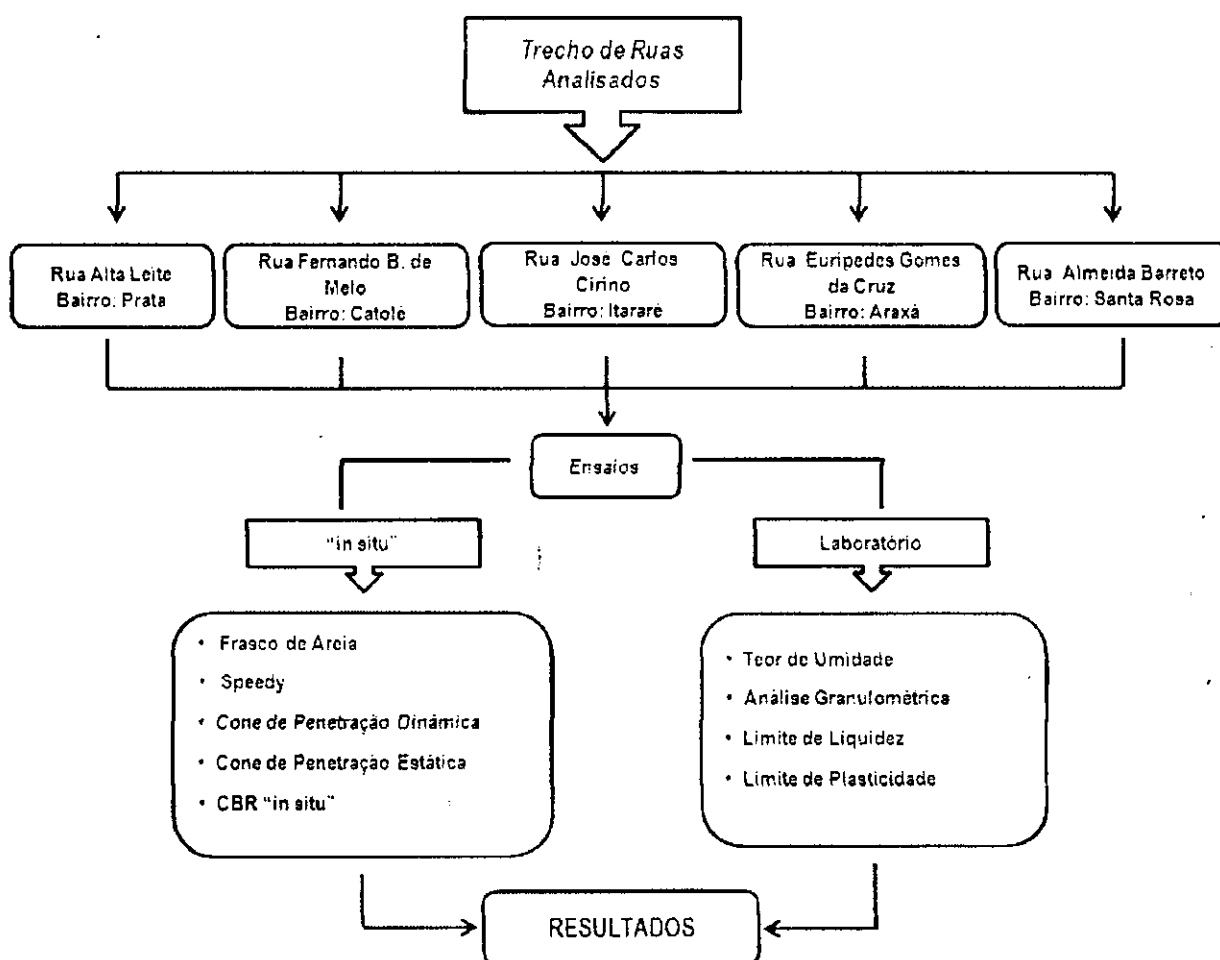 Trecho de Ruas
Analisados
Rua Alta Leite
Bairro: Prata
Rua Fernando B. de
Melo
Bairro: Catolé
Rua José Carlos
Cirino
Bairro: Itararé
Rua Euripedes Gomes
da Cruz
Bairro: Araxá
Rua Almeida Barreto
Bairro: Santa Rosa
Ensaios
"in situ"
Laboratório
• Frasco de Areia
• Speedy
• Cone de Penetração Dinâmica
• Cone de Penetração Estática
• CBR "in situ"
• Teor de Umidade
• Análise Granulométrica
• Limite de Liquidez
• Limite de Plasticidade
RESULTADOS